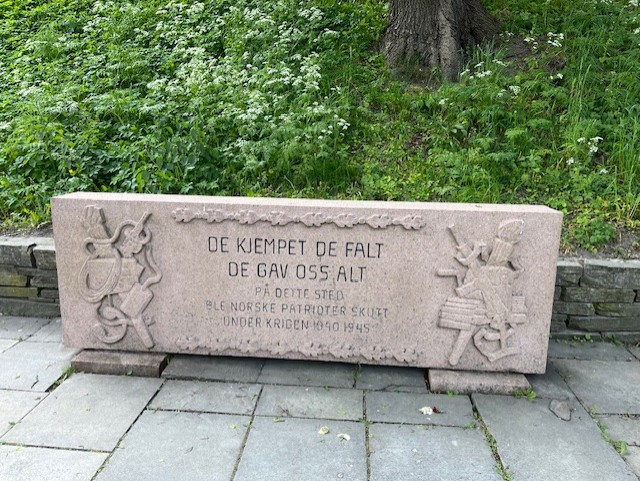 DE KJEMPET DE FALT
DE GAV OSS ALT
PÅ DETTE STED
BLE NORSKE PATRIOTER SKUTT
UNDER KRIGEN 1940 1945